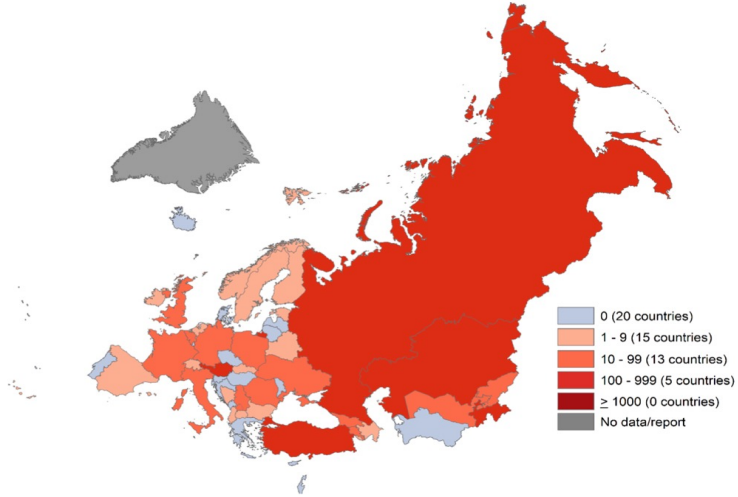 0 (20 countries)
1 - 9 (15 countries)
10 - 99 (13 countries)
100 - 999 (5 countries)
≥ 1000 (0 countries)
No data/report